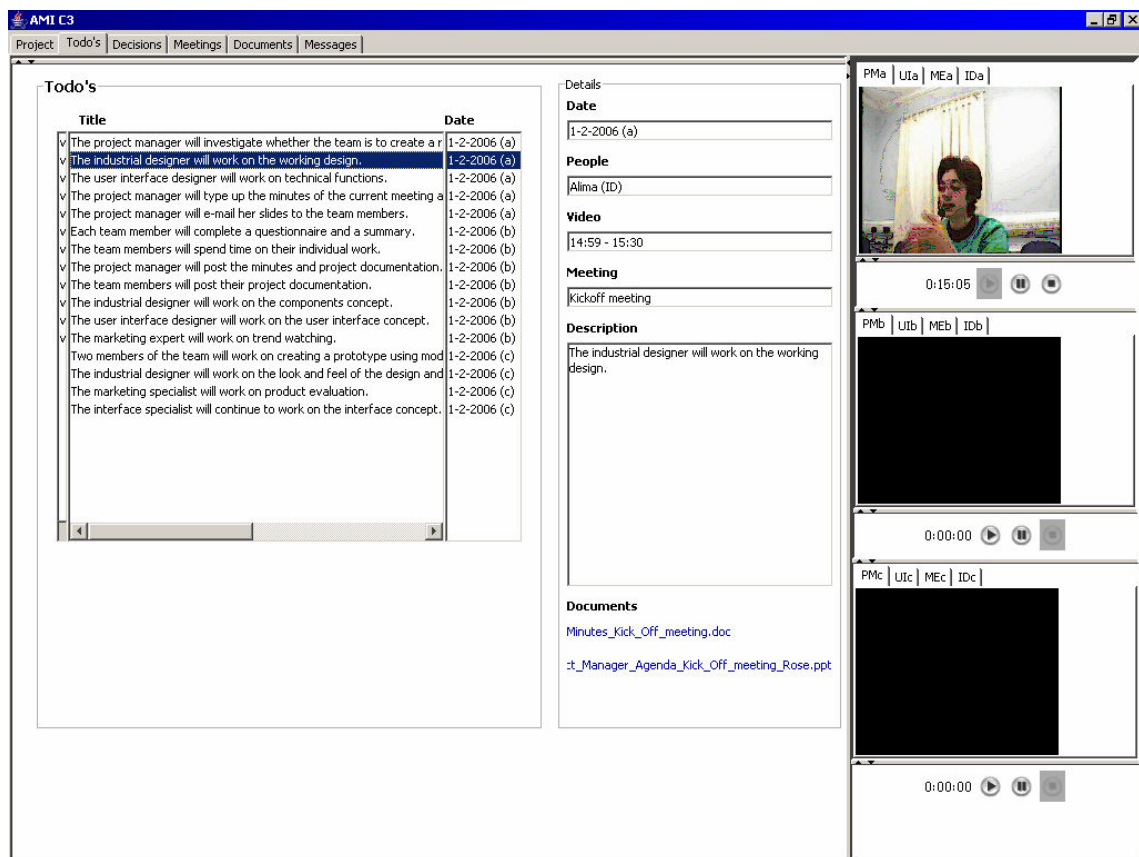 AMI C3
Project Todo's Decisions Meetings Documents Messages
Todo's
Title Date
v The project manager will investigate whether the team is to create a r 1-2-2006 (a)
v The industrial designer will work on the working design. 1-2-2006 (a)
v The user interface designer will work on technical functions. 1-2-2006 (a)
v The project manager will type up the minutes of the current meeting a 1-2-2006 (a)
v The project manager will e-mail her slides to the team members. 1-2-2006 (a)
v Each team member will complete a questionnaire and a summary. 1-2-2006 (b)
v The team members will spend time on their individual work. 1-2-2006 (b)
v The project manager will post the minutes and project documentation. 1-2-2006 (b)
v The team members will post their project documentation. 1-2-2006 (b)
v The industrial designer will work on the components concept. 1-2-2006 (b)
v The user interface designer will work on the user interface concept. 1-2-2006 (b)
v The marketing expert will work on trend watching. 1-2-2006 (b)
Two members of the team will work on creating a prototype using mod 1-2-2006 (c)
The industrial designer will work on the look and feel of the design and 1-2-2006 (c)
The marketing specialist will work on product evaluation. 1-2-2006 (c)
The interface specialist will continue to work on the interface concept. 1-2-2006 (c)
Details
Date
1-2-2006 (a)
People
Alima (ID)
Video
14:59 - 15:30
Meeting
Kickoff meeting
Description
The industrial designer will work on the working
design.
Documents
Minutes_Kick_Off_meeting.doc
:t_Manager_Agenda_Kick_Off_meeting_Rose.ppt
PMa UIa MEa IDa
0:15:05
PMb UIb MEb IDb
0:00:00
PMc UIc MEc IDc
0:00:00